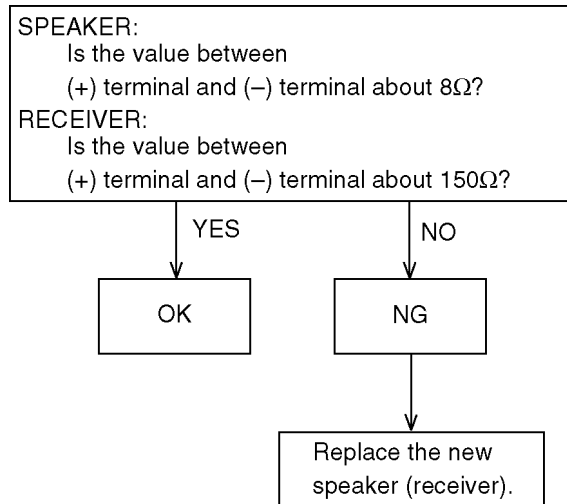 SPEAKER:
Is the value between
(+) terminal and (–) terminal about 8Ω?
RECEIVER:
Is the value between
(+) terminal and (–) terminal about 150Ω?
YES
NO
OK
NG
Replace the new
speaker (receiver).